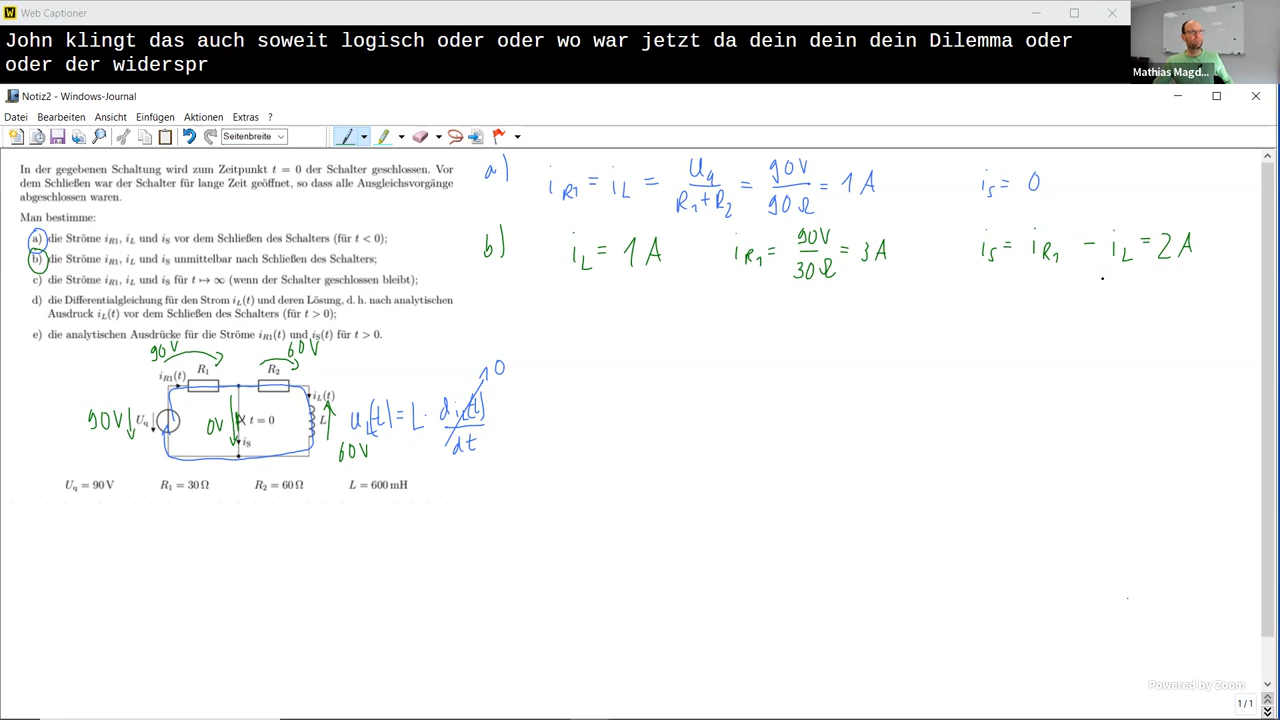 Web Captioner
John klingt das auch soweit logisch oder oder wo war jetzt da dein dein dein Dilemma oder
oder der widerspr
Mathias Magd...
Notiz2 - Windows-Journal
Datei Bearbeiten Ansicht Einfügen Aktionen Extras ?
Seitenbreite
In der gegebenen Schaltung wird zum Zeitpunkt t = 0 der Schalter geschlossen. Vor
dem Schließen war der Schalter für lange Zeit geöffnet, so dass alle Ausgleichsvorgänge
abgeschlossen waren.
Man bestimme:
a) die Ströme iR1, iL und iS vor dem Schließen des Schalters (für t < 0);
b) die Ströme iR1, iL und iS unmittelbar nach Schließen des Schalters;
c) die Ströme iR1, iL und iS für t ↦ ∞ (wenn der Schalter geschlossen bleibt);
d) die Differentialgleichung für den Strom iL(t) und deren Lösung, d. h. nach analytischen
Ausdruck iL(t) vor dem Schließen des Schalters (für t > 0);
e) die analytischen Ausdrücke für die Ströme iR1(t) und iS(t) für t > 0.
a) iR1 = iL = Uq / (R1+R2) = 90V / 90Ω = 1A iS = 0
b) iL = 1A iR1 = 90V / 30Ω = 3A iS = iR1 - iL = 2A
90V 60V
R1 R2
iR1(t)
iL(t)
90V Uq 0V t = 0 L
iS
60V
uL(t) = L · diL(t) / dt 0
Uq = 90 V R1 = 30 Ω R2 = 60 Ω L = 600 mH
Powered by Zoom
1/1